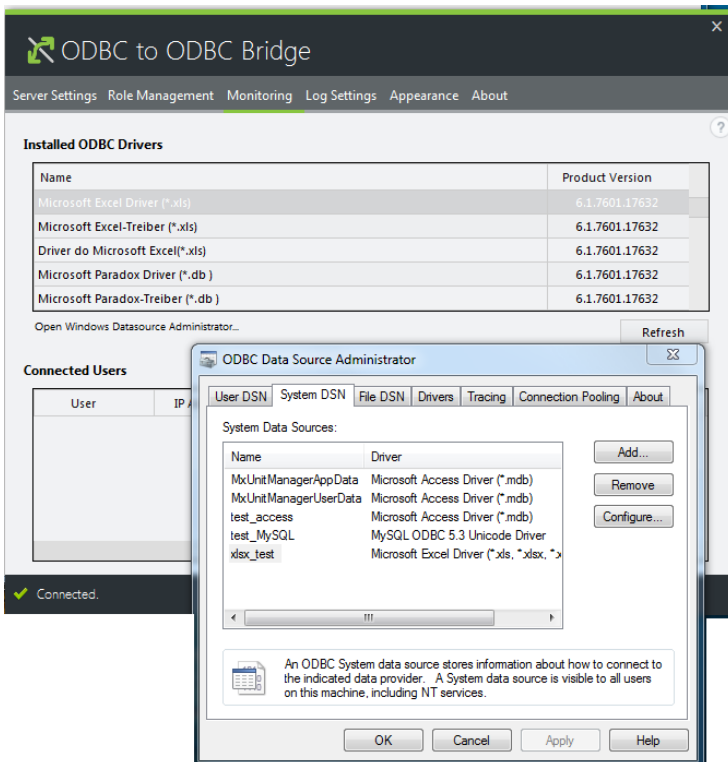 ODBC to ODBC Bridge
Server Settings Role Management Monitoring Log Settings Appearance About
?
Installed ODBC Drivers
Name Product Version
Microsoft Excel Driver (*.xls) 6.1.7601.17632
Microsoft Excel-Treiber (*.xls) 6.1.7601.17632
Driver do Microsoft Excel(*.xls) 6.1.7601.17632
Microsoft Paradox Driver (*.db ) 6.1.7601.17632
Microsoft Paradox-Treiber (*.db ) 6.1.7601.17632
Open Windows Datasource Administrator...
Refresh
ODBC Data Source Administrator
Connected Users
User IP A
User DSN System DSN File DSN Drivers Tracing Connection Pooling About
System Data Sources:
Name Driver
MxUnitManagerAppData Microsoft Access Driver (*.mdb)
MxUnitManagerUserData Microsoft Access Driver (*.mdb)
test_access Microsoft Access Driver (*.mdb)
test_MySQL MySQL ODBC 5.3 Unicode Driver
xlsx_test Microsoft Excel Driver (*.xls, *.xlsx, *.x
Add...
Remove
Configure...
Connected.
An ODBC System data source stores information about how to connect to
the indicated data provider. A System data source is visible to all users
on this machine, including NT services.
OK Cancel Apply Help